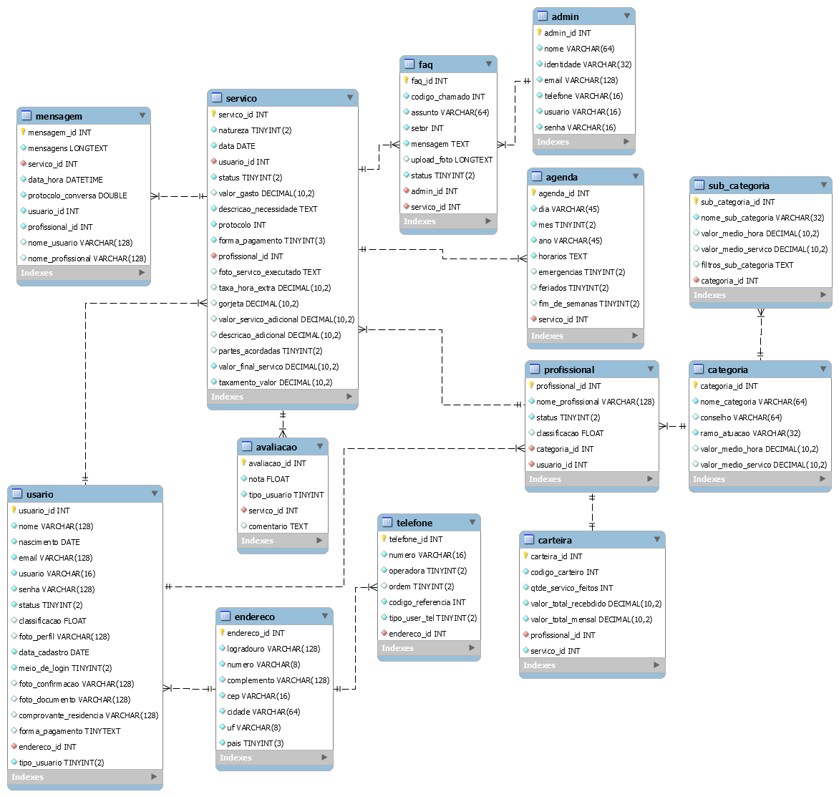 admin
admin_id INT
nome VARCHAR(64)
identidade VARCHAR(32)
email VARCHAR(128)
telefone VARCHAR(16)
usuario VARCHAR(16)
senha VARCHAR(16)
Indexes
faq
faq_id INT
codigo_chamado INT
assunto VARCHAR(64)
setor INT
mensagem TEXT
upload_foto LONGTEXT
status TINYINT(2)
admin_id INT
servico_id INT
Indexes
servico
servico_id INT
natureza TINYINT(2)
data DATE
usuario_id INT
status TINYINT(2)
valor_gasto DECIMAL(10,2)
descricao_necessidade TEXT
protocolo INT
forma_pagamento TINYINT(3)
profissional_id INT
foto_servico_executado TEXT
taxa_hora_extra DECIMAL(10,2)
gorjeta DECIMAL(10,2)
valor_servico_adicional DECIMAL(10,2)
descricao_adicional DECIMAL(10,2)
partes_acordadas TINYINT(2)
valor_final_servico DECIMAL(10,2)
taxamento_valor DECIMAL(10,2)
Indexes
mensagem
mensagem_id INT
mensagens LONGTEXT
servico_id INT
data_hora DATETIME
protocolo_conversa DOUBLE
usuario_id INT
profissional_id INT
nome_usuario VARCHAR(128)
nome_profissional VARCHAR(128)
Indexes
agenda
agenda_id INT
dia VARCHAR(45)
mes TINYINT(2)
ano VARCHAR(45)
horarios TEXT
emergencias TINYINT(2)
feriados TINYINT(2)
fim_de_semanas TINYINT(2)
servico_id INT
Indexes
sub_categoria
sub_categoria_id INT
nome_sub_categoria VARCHAR(32)
valor_medio_hora DECIMAL(10,2)
valor_medio_servico DECIMAL(10,2)
filtros_sub_categoria TEXT
categoria_id INT
Indexes
profissional
profissional_id INT
nome_profissional VARCHAR(128)
status TINYINT(2)
classificacao FLOAT
categoria_id INT
usuario_id INT
Indexes
categoria
categoria_id INT
nome_categoria VARCHAR(64)
conselho VARCHAR(64)
ramo_atuacao VARCHAR(32)
valor_medio_hora DECIMAL(10,2)
valor_medio_servico DECIMAL(10,2)
Indexes
avaliacao
avaliacao_id INT
nota FLOAT
tipo_usuario TINYINT
servico_id INT
comentario TEXT
Indexes
usario
usuario_id INT
nome VARCHAR(128)
nascimento DATE
email VARCHAR(128)
usuario VARCHAR(16)
senha VARCHAR(128)
status TINYINT(2)
classificacao FLOAT
foto_perfil VARCHAR(128)
data_cadastro DATE
meio_de_login TINYINT(2)
foto_confirmacao VARCHAR(128)
foto_documento VARCHAR(128)
comprovante_residencia VARCHAR(128)
forma_pagamento TINYTEXT
endereco_id INT
tipo_usuario TINYINT(2)
Indexes
telefone
telefone_id INT
numero VARCHAR(16)
operadora TINYINT(2)
ordem TINYINT(2)
codigo_referencia INT
tipo_user_tel TINYINT(2)
endereco_id INT
Indexes
carteira
carteira_id INT
codigo_carteiro INT
qtde_servico_feitos INT
valor_total_recebdido DECIMAL(10,2)
valor_total_mensal DECIMAL(10,2)
profissional_id INT
servico_id INT
Indexes
endereco
endereco_id INT
logradouro VARCHAR(128)
numero VARCHAR(8)
complemento VARCHAR(128)
cep VARCHAR(16)
cidade VARCHAR(64)
uf VARCHAR(8)
pais TINYINT(3)
Indexes